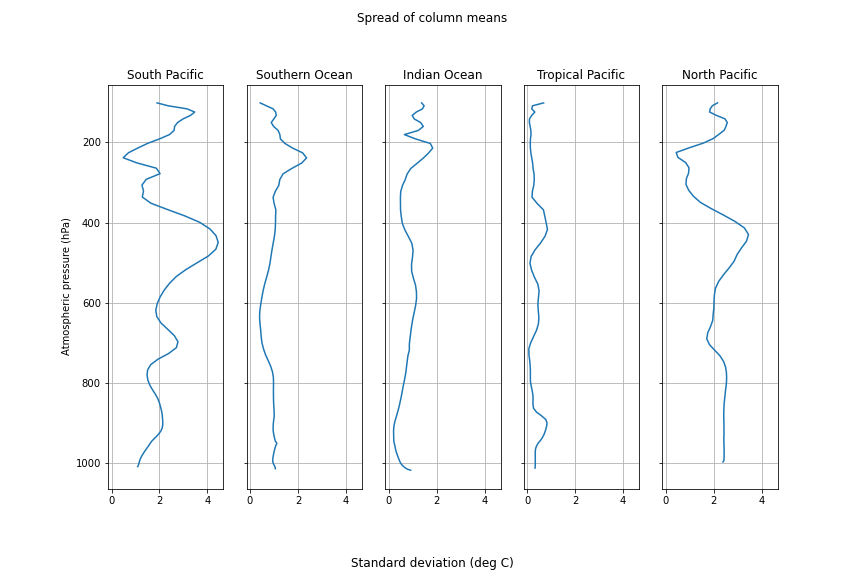 Spread of column means
South Pacific
Southern Ocean
Indian Ocean
Tropical Pacific
North Pacific
Atmospheric pressure (hPa)
200
400
600
800
1000
0 2 4
0 2 4
0 2 4
0 2 4
0 2 4
Standard deviation (deg C)